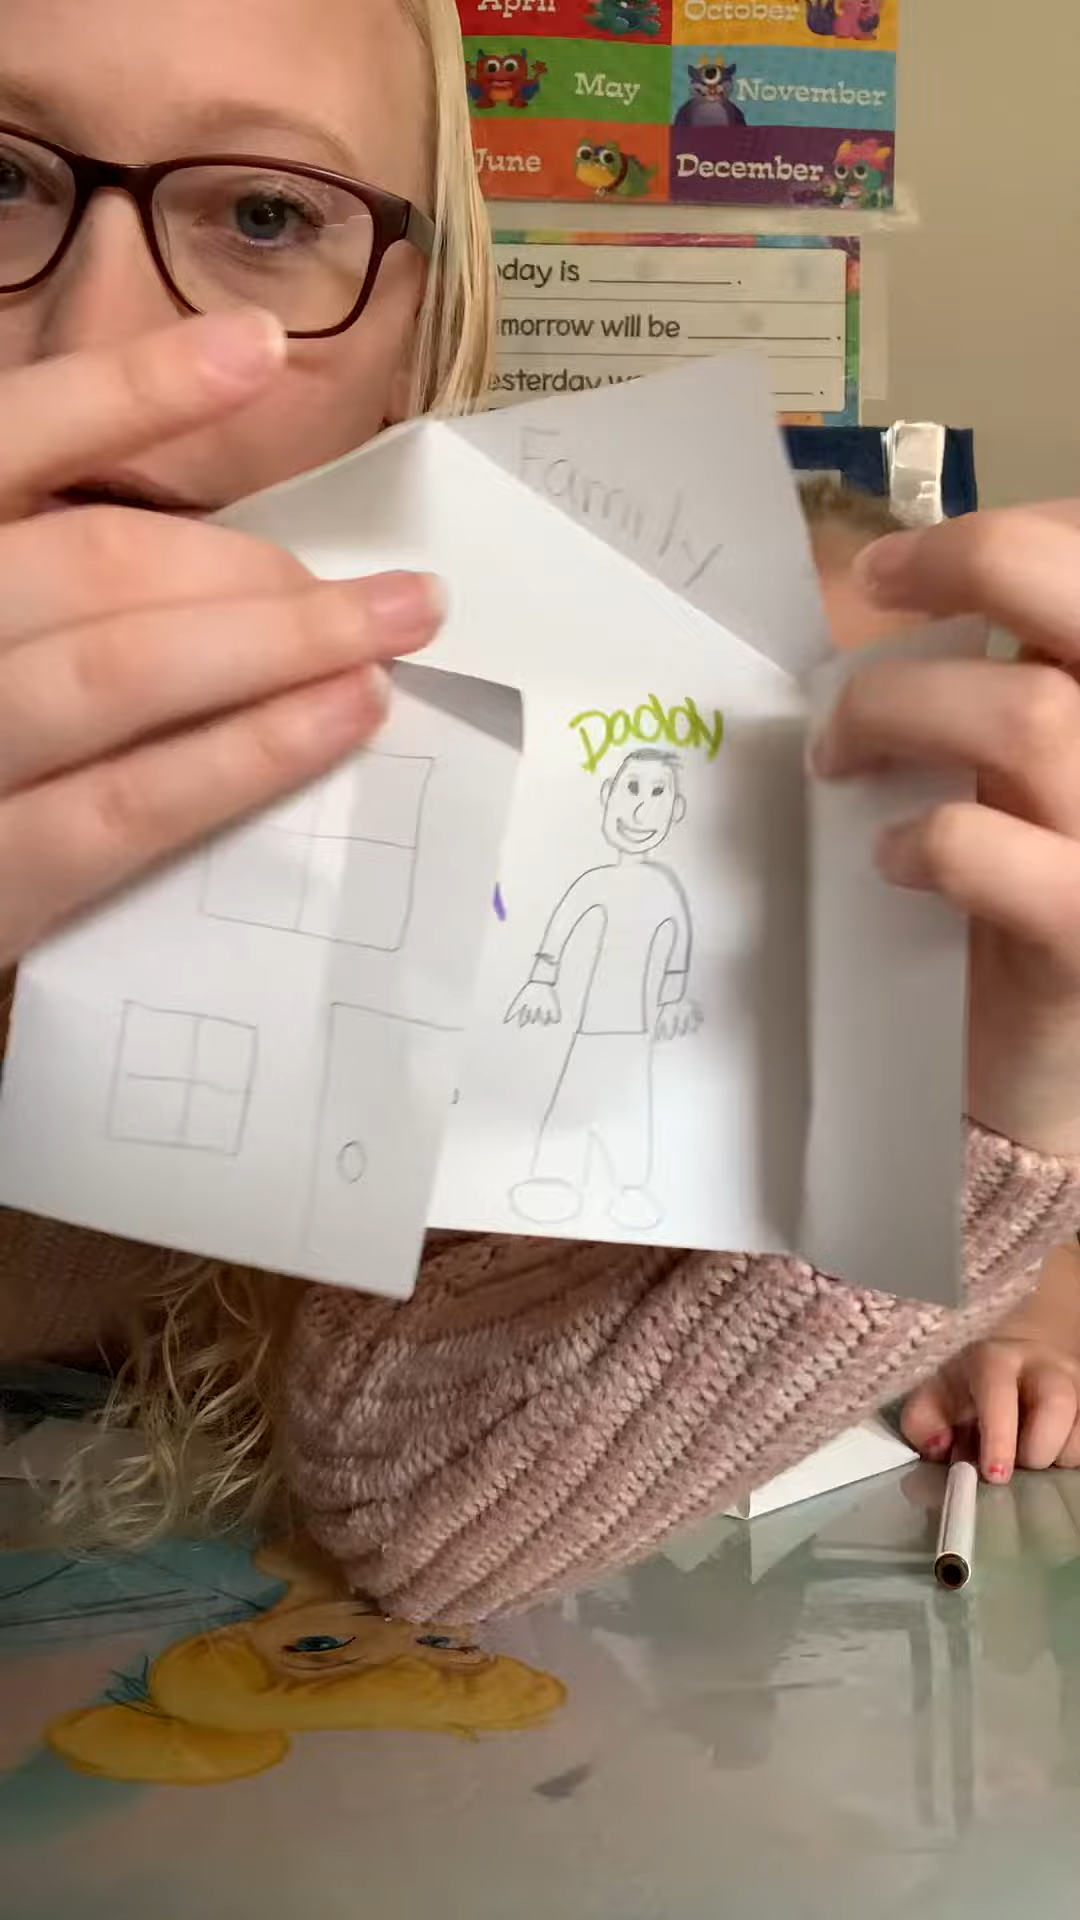 April
October
May
November
June
December
day is
morrow will be
esterday w
Family
Daddy